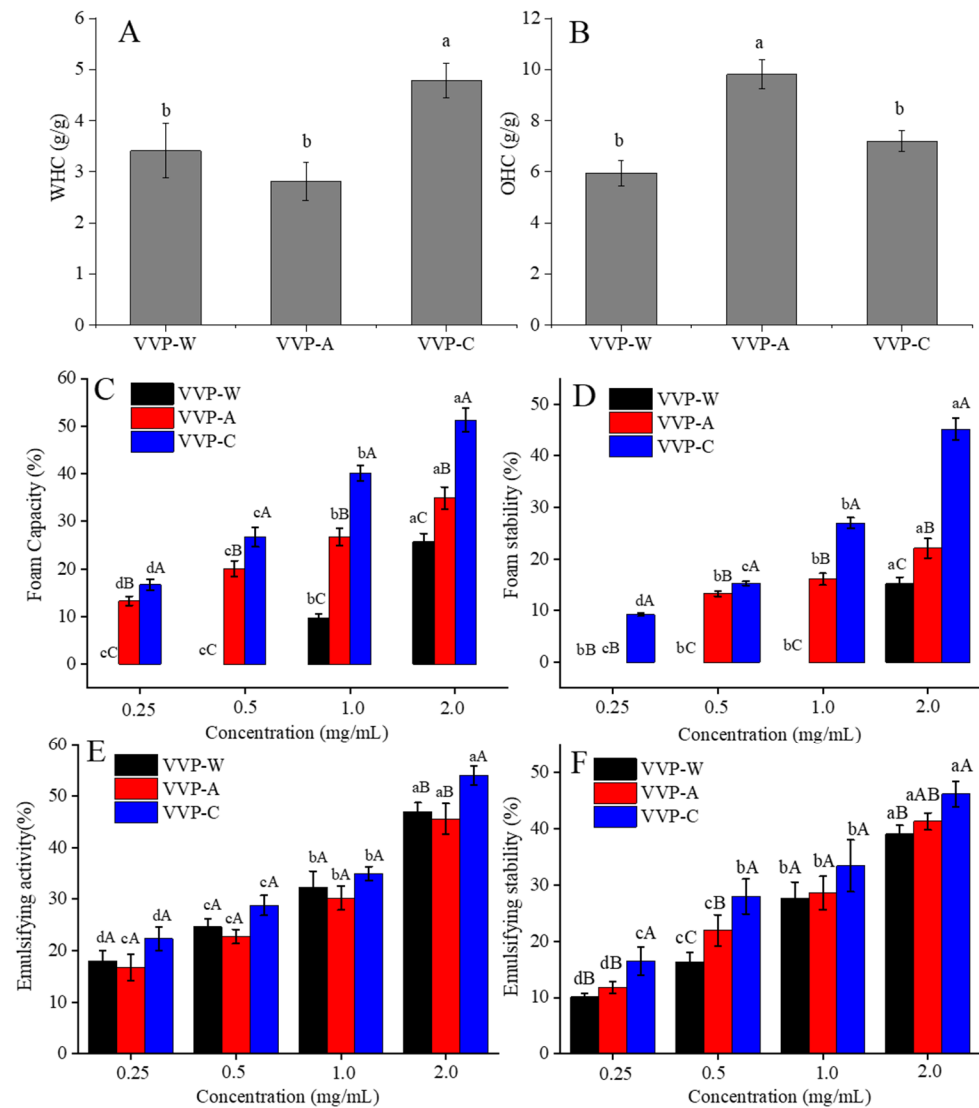 A
WHC (g/g)
6
5
4
3
2
1
0
b
b
a
VVP-W
VVP-A
VVP-C
B
OHC (g/g)
12
10
8
6
4
2
0
b
a
b
VVP-W
VVP-A
VVP-C
C
VVP-W
VVP-A
VVP-C
Foam Capacity (%)
60
50
40
30
20
10
0
cC
dB
dA
cC
cB
cA
bC
bB
bA
aC
aB
aA
0.25
0.5
1.0
2.0
Concentration (mg/mL)
D
VVP-W
VVP-A
VVP-C
Foam stability (%)
50
40
30
20
10
0
bB
cB
dA
bC
bB
cA
bC
bB
bA
aC
aB
aA
0.25
0.5
1.0
2.0
Concentration (mg/mL)
E
VVP-W
VVP-A
VVP-C
Emulsifying activity(%)
60
50
40
30
20
10
0
dA
cA
dA
cA
cA
cA
bA
bA
bA
aB
aB
aA
0.25
0.5
1.0
2.0
Concentration (mg/mL)
F
VVP-W
VVP-A
VVP-C
Emulsifying stability(%)
50
40
30
20
10
0
dB
dB
cA
cC
cB
bA
bA
bA
bA
aB
aAB
aA
0.25
0.5
1.0
2.0
Concentration (mg/mL)